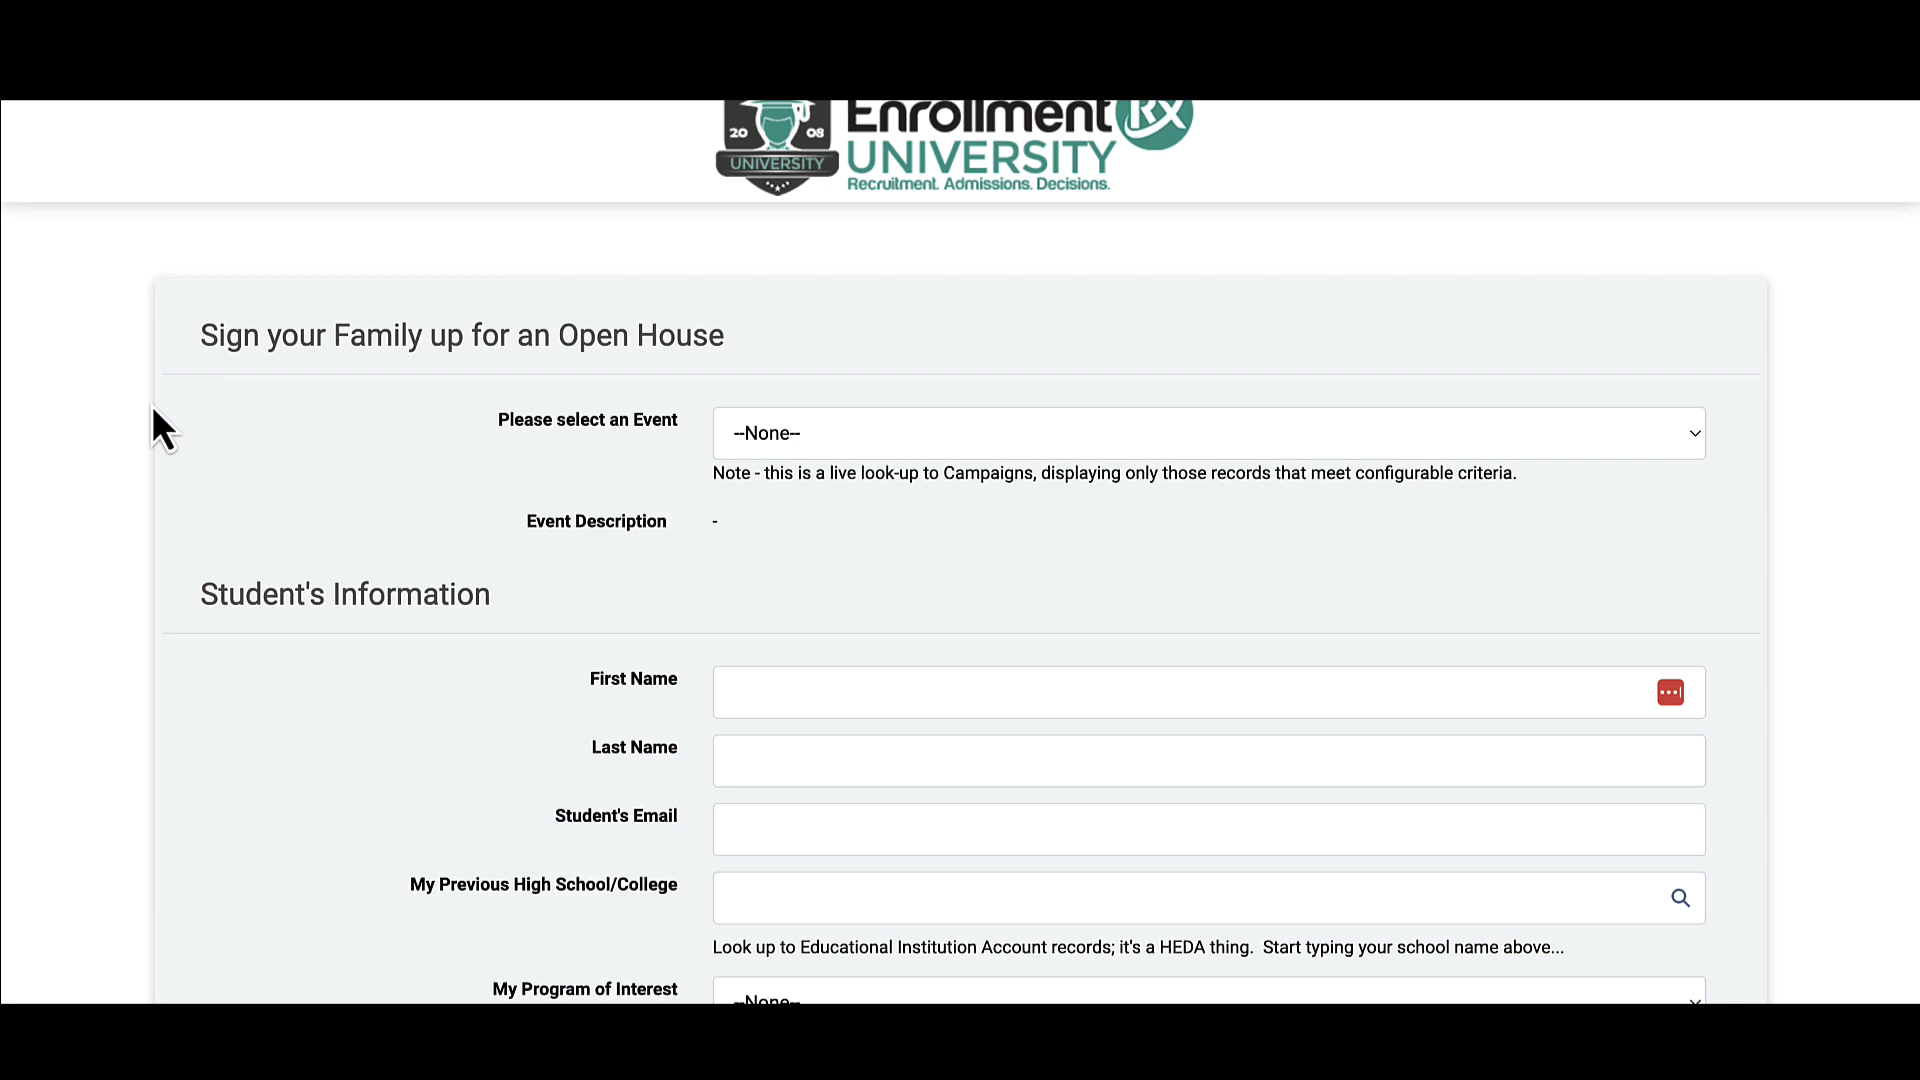 20 08
UNIVERSITY
Enrollment RX
UNIVERSITY
Recruitment. Admissions. Decisions.
Sign your Family up for an Open House
Please select an Event
--None--
Note - this is a live look-up to Campaigns, displaying only those records that meet configurable criteria.
Event Description
-
Student's Information
First Name
Last Name
Student's Email
My Previous High School/College
Look up to Educational Institution Account records; it's a HEDA thing.  Start typing your school name above...
My Program of Interest
--None--